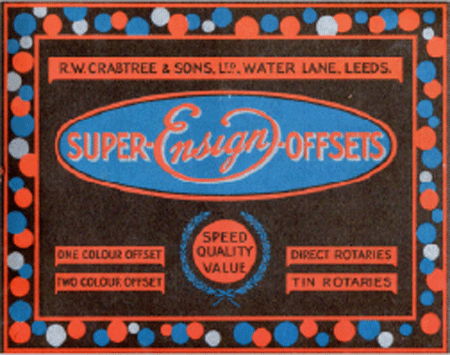 R.W. CRABTREE & SONS, LTD., WATER LANE, LEEDS.
SUPER-Ensign-OFFSETS
SPEED
QUALITY
VALUE
ONE COLOUR OFFSET
TWO COLOUR OFFSET
DIRECT ROTARIES
TIN ROTARIES